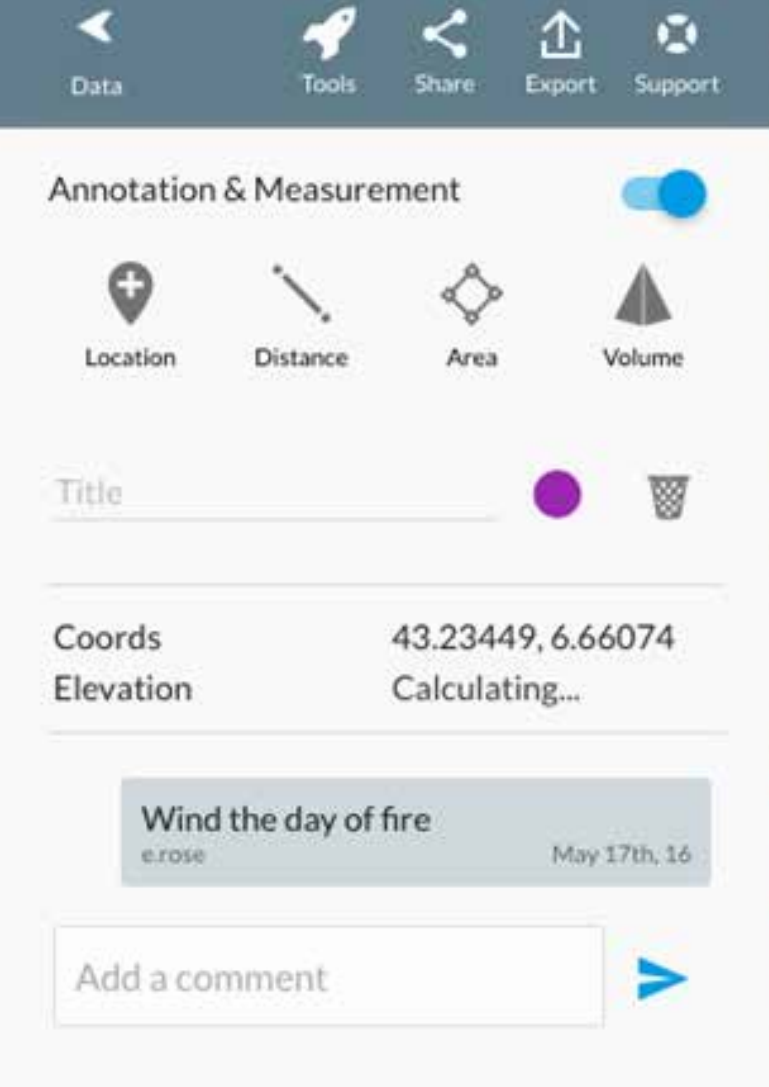 Data Tools Share Export Support
Annotation & Measurement
Location Distance Area Volume
Title
Coords 43.23449, 6.66074
Elevation Calculating...
Wind the day of fire
e.rose May 17th, 16
Add a comment